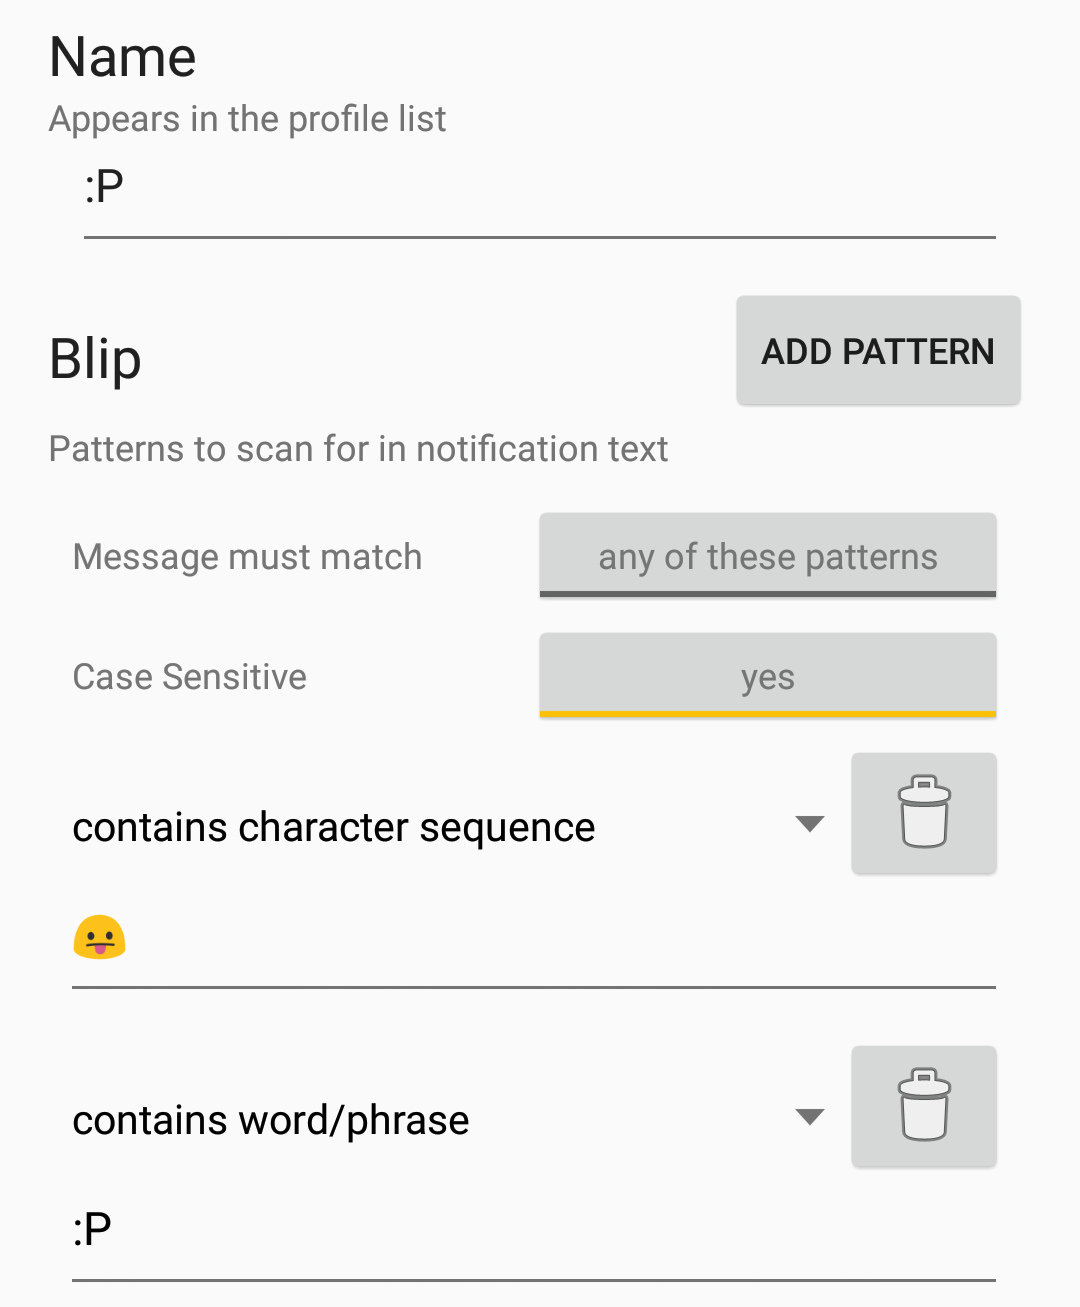 Name
Appears in the profile list
:P
Blip
ADD PATTERN
Patterns to scan for in notification text
Message must match
any of these patterns
Case Sensitive
yes
contains character sequence
😛
contains word/phrase
:P